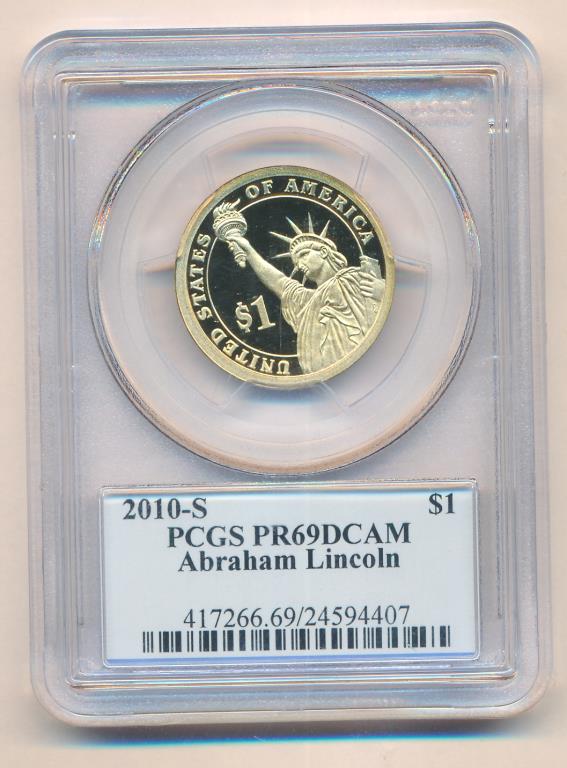 UNITED STATES OF AMERICA
$1
2010-S $1
PCGS PR69DCAM
Abraham Lincoln
417266.69/24594407